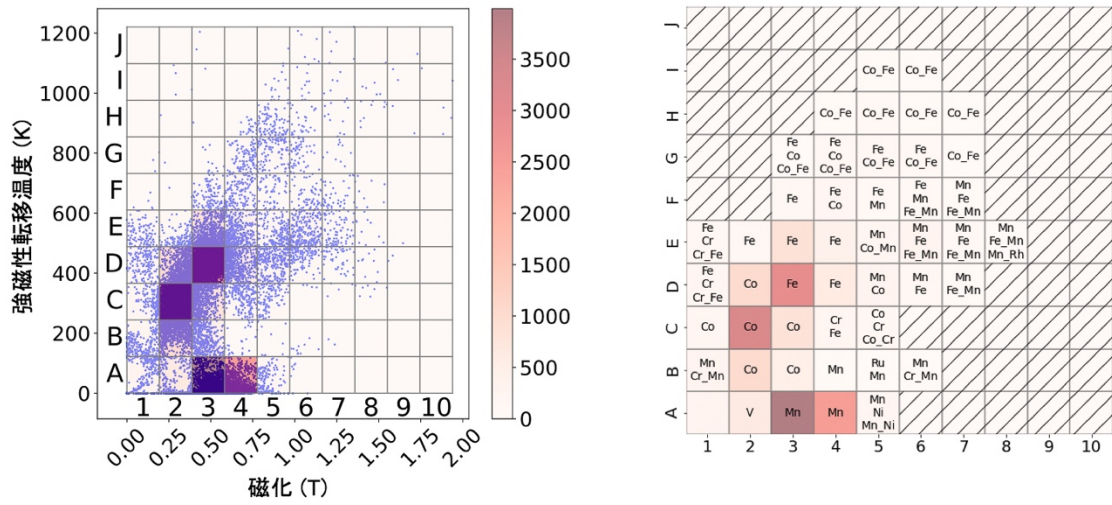 強磁性転移温度 (K)
1200
1000
800
600
400
200
0
J
I
H
G
F
E
D
C
B
A
1 2 3 4 5 6 7 8 9 10
0.00 0.25 0.50 0.75 1.00 1.25 1.50 1.75 2.00
磁化 (T)
3500
3000
2500
2000
1500
1000
500
0
J
I
Co_Fe Co_Fe
H
Co_Fe Co_Fe Co_Fe Co_Fe
G
Fe Fe Fe Fe
Co Co Co_Fe Co_Fe Co_Fe
Co_Fe Co_Fe
F
Fe
Fe
Co
Fe
Mn
Fe
Mn
Fe_Mn
Mn
Fe
Fe_Mn
E
Fe
Cr
Cr_Fe
Fe
Fe
Fe
Mn
Co_Mn
Mn
Fe
Fe_Mn
Mn
Fe
Fe_Mn
Mn
Fe_Mn
Mn_Rh
D
Fe
Cr
Cr_Fe
Co
Fe
Fe
Mn
Co
Mn
Fe
Mn
Fe_Mn
C
Co
Co
Co
Cr
Fe
Co
Cr
Co_Cr
B
Mn
Cr_Mn
Co
Co
Mn
Ru
Mn
Mn
Cr_Mn
A
V
Mn
Mn
Mn
Ni
Mn_Ni
1 2 3 4 5 6 7 8 9 10